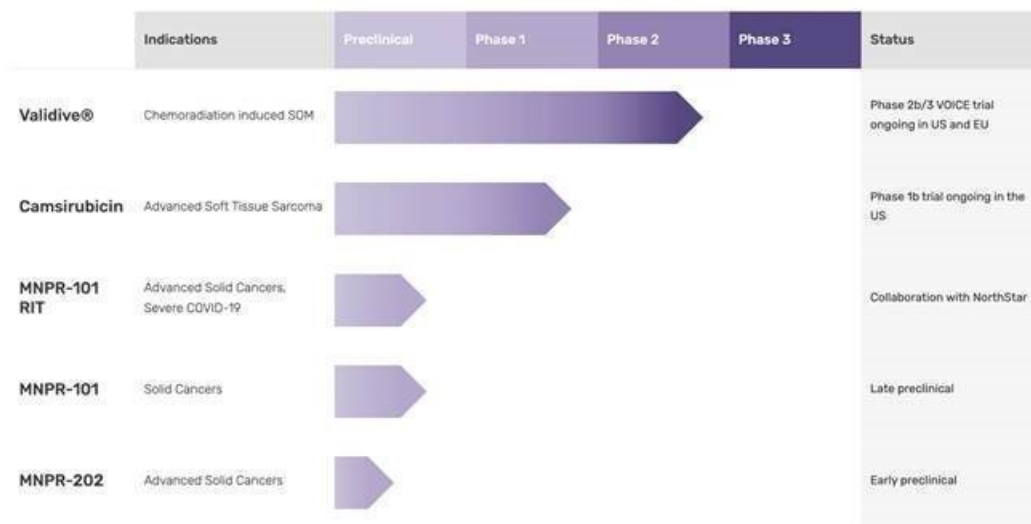 Indications Preclinical Phase 1 Phase 2 Phase 3 Status
Validive® Chemoradiation induced SOM Phase 2b/3 VOICE trial
ongoing in US and EU
Camsirubicin Advanced Soft Tissue Sarcoma Phase 1b trial ongoing in the
US
MNPR-101
RIT
Advanced Solid Cancers,
Severe COVID-19
Collaboration with NorthStar
MNPR-101 Solid Cancers Late preclinical
MNPR-202 Advanced Solid Cancers Early preclinical